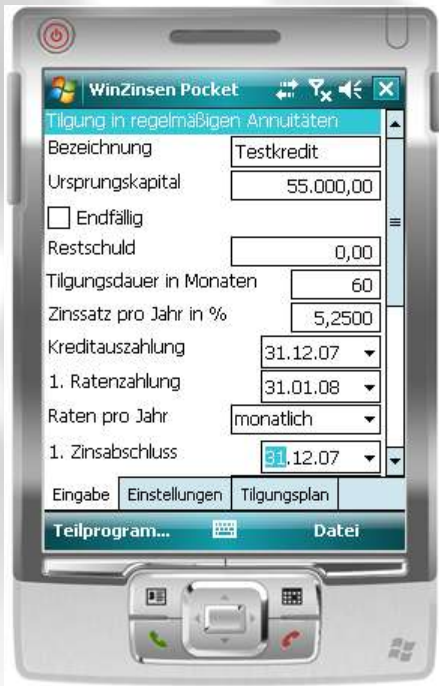 WinZinsen Pocket
Tilgung in regelmäßigen Annuitäten
Bezeichnung Testkredit
Ursprungskapital 55.000,00
Endfällig
Restschuld 0,00
Tilgungsdauer in Monaten 60
Zinssatz pro Jahr in % 5,2500
Kreditauszahlung 31.12.07
1. Ratenzahlung 31.01.08
Raten pro Jahr monatlich
1. Zinsabschluss 31.12.07
Eingabe Einstellungen Tilgungsplan
Teilprogram... Datei